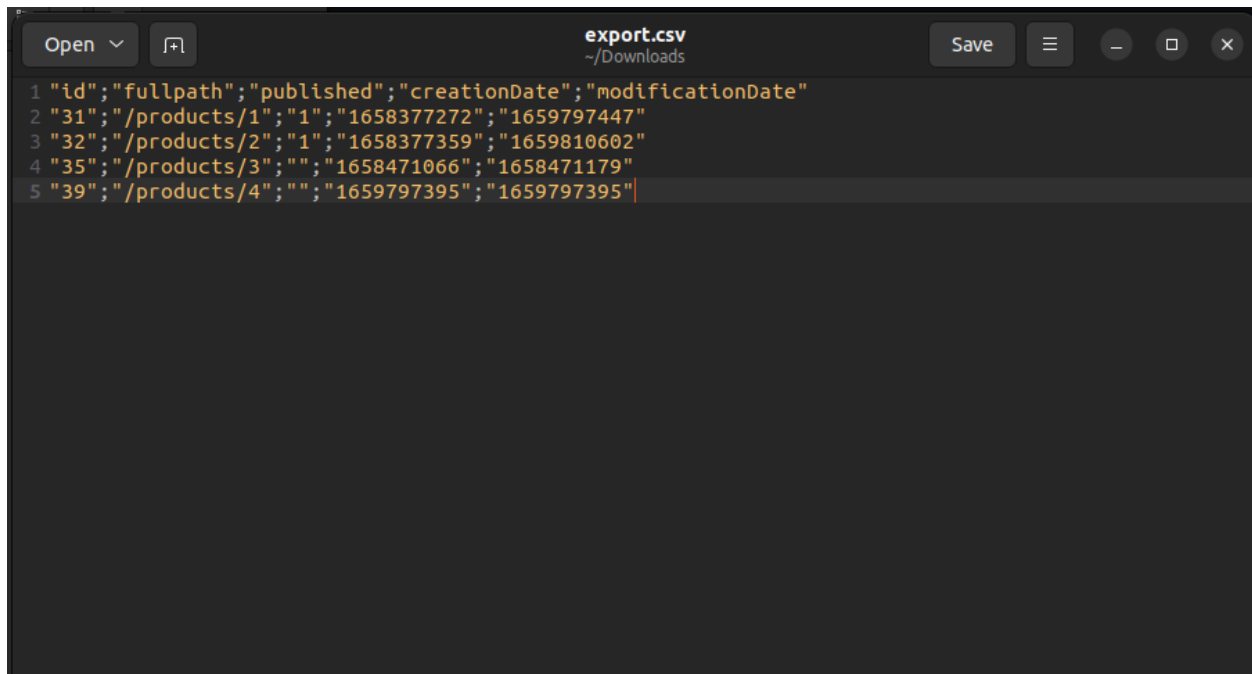 Open
export.csv
~/Downloads
Save
1 "id";"fullpath";"published";"creationDate";"modificationDate"
2 "31";"/products/1";"1";"1658377272";"1659797447"
3 "32";"/products/2";"1";"1658377359";"1659810602"
4 "35";"/products/3";"";"1658471066";"1658471179"
5 "39";"/products/4";"";"1659797395";"1659797395"